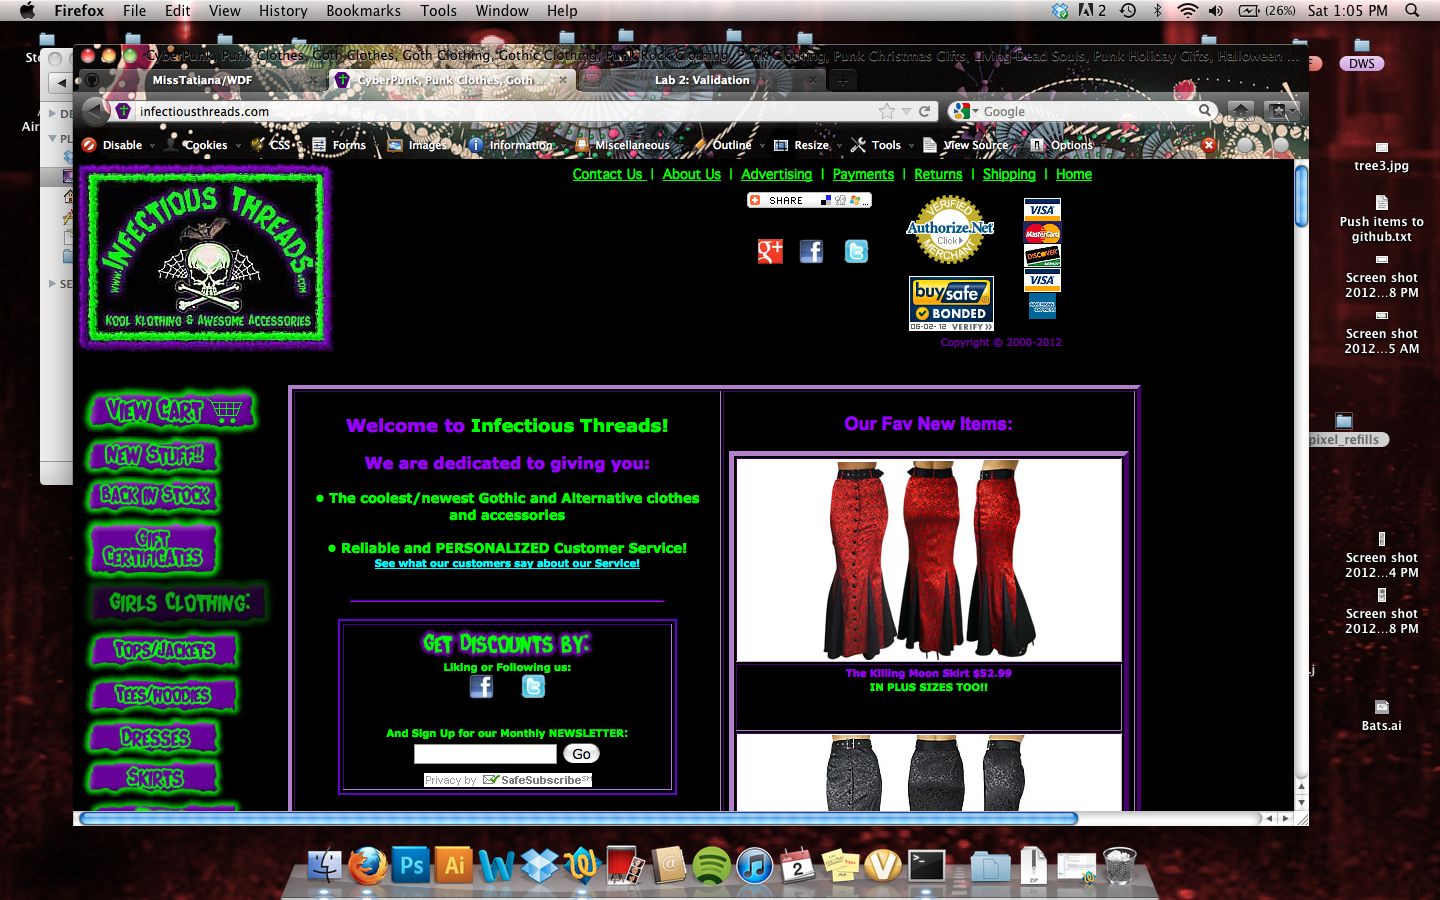 Firefox File Edit View History Bookmarks Tools Window Help
2 (26%) Sat 1:05 PM
CyberPunk, Punk Clothes, Goth Clothes, Goth Clothing, Gothic Clothing, Punk Rock Clothing, Punk Clothing, Punk Christmas Gifts, Living Dead Souls, Punk Holiday Gifts, Halloween ...
MissTatiana/WDF
CyberPunk, Punk Clothes, Goth ...
Lab 2: Validation
infectiousthreads.com
Google
Disable Cookies CSS Forms Images Information Miscellaneous Outline Resize Tools View Source Options
Contact Us | About Us | Advertising | Payments | Returns | Shipping | Home
www.Infectious Threads.com
Kool Klothing & Awesome Accessories
SHARE
VERIFIED
Authorize.Net
Click
MERCHANT
VISA
MasterCard
DISCOVER
VISA
AMERICAN EXPRESS
buySAFE
BONDED
06-02-12 VERIFY >>
Copyright © 2000-2012
View Cart
New Stuff!!
Back in Stock
Gift
Certificates
Girls Clothing:
Tops/Jackets
Tees/Hoodies
Dresses
Skirts
Welcome to Infectious Threads!
We are dedicated to giving you:
• The coolest/newest Gothic and Alternative clothes
and accessories
• Reliable and PERSONALIZED Customer Service!
See what our customers say about our Service!
Get Discounts by:
Liking or Following us:
And Sign Up for our Monthly NEWSLETTER:
Go
Privacy by SafeSubscribe SM
Our Fav New Items:
The Killing Moon Skirt $52.99
IN PLUS SIZES TOO!!
DWS
tree3.jpg
Push items to
github.txt
Screen shot
2012...8 PM
Screen shot
2012...5 AM
pixel_refills
Screen shot
2012...4 PM
Screen shot
2012...8 PM
Bats.ai
Ps
Ai
W
JUN
2
V
ZIP